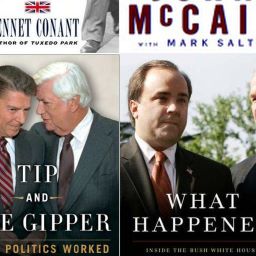 ENNET CONANT
THOR OF TUXEDO PARK
McCAI
WITH MARK SALT
TIP
AND
E GIPPER
POLITICS WORKED
WHAT
HAPPENE
INSIDE THE BUSH WHITE HOUS